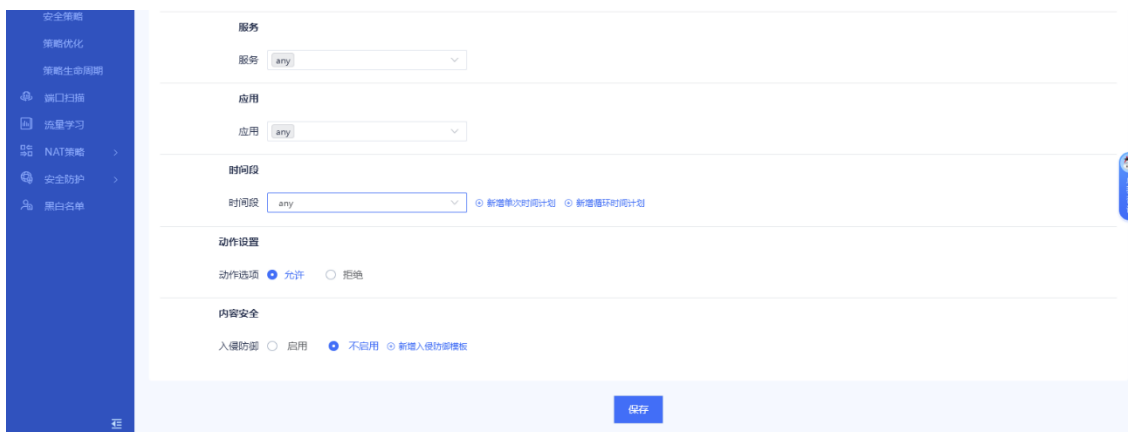 安全策略
策略优化
策略生命周期
端口扫描
流量学习
NAT策略
安全防护
黑白名单
服务
服务 any
应用
应用 any
时间段
时间段 any 新增单次时间计划 新增循环时间计划
动作设置
动作选项 允许 拒绝
内容安全
入侵防御 启用 不启用 新增入侵防御模板
保存